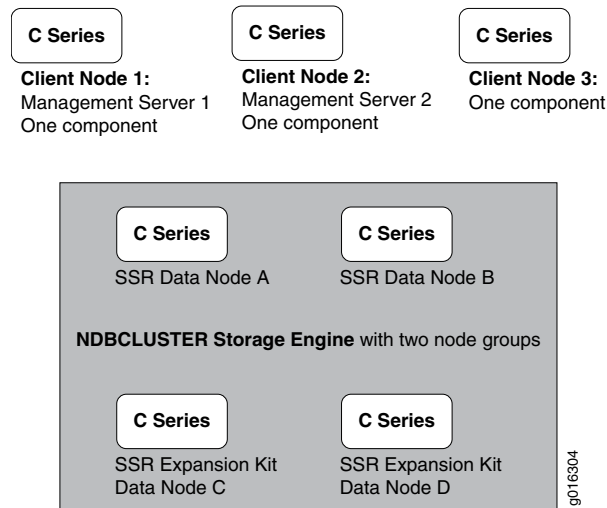 C Series
C Series
C Series
Client Node 1:
Management Server 1
One component
Client Node 2:
Management Server 2
One component
Client Node 3:
One component
C Series
C Series
SSR Data Node A
SSR Data Node B
NDBCLUSTER Storage Engine with two node groups
C Series
C Series
SSR Expansion Kit
Data Node C
SSR Expansion Kit
Data Node D
g016304